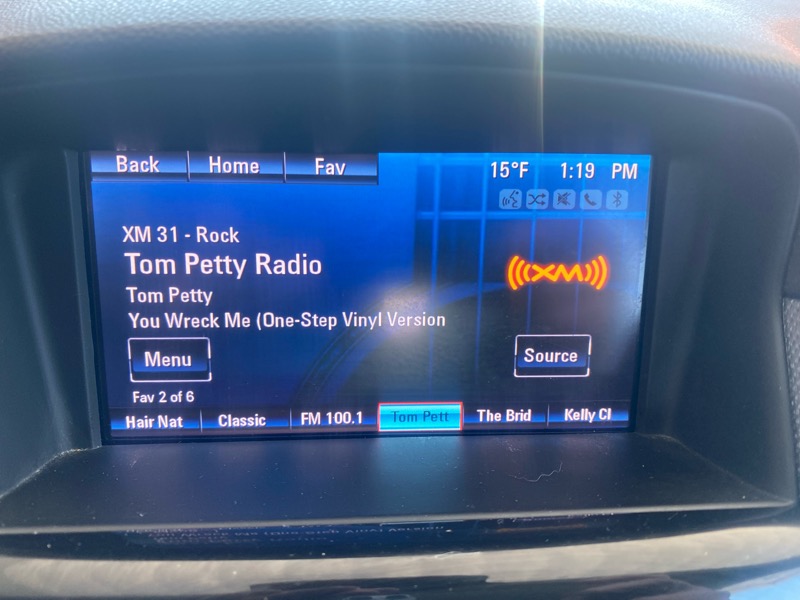 Back Home Fav 15°F 1:19 PM
XM 31 - Rock
Tom Petty Radio
XM
Tom Petty
You Wreck Me (One-Step Vinyl Version
Menu Source
Fav 2 of 6
Hair Nat Classic FM 100.1 Tom Pett The Brid Kelly Cl